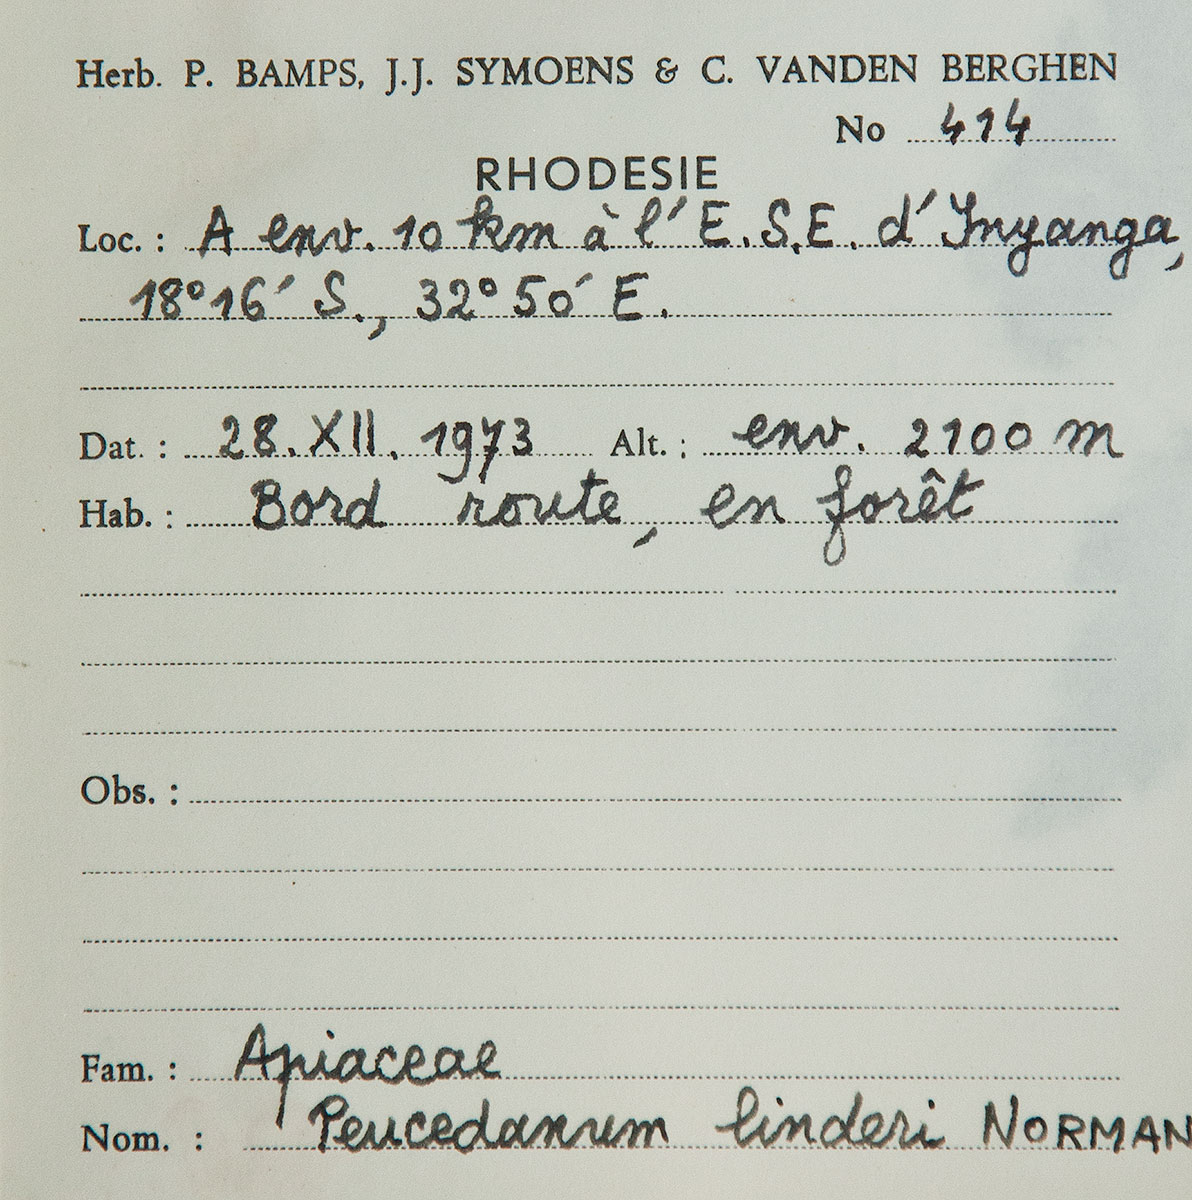 Herb. P. BAMPS, J.J. SYMOENS & C. VANDEN BERGHEN
No 414
RHODESIE
Loc. : A env. 10 km à l'E.S.E. d'Inyanga,
18°16' S., 32°50' E.
Dat. : 28.XII.1973 Alt. : env. 2100 m
Hab. : Bord route, en forêt
Obs. :
Fam. : Apiaceae
Nom. : Peucedanum linderi NORMAN